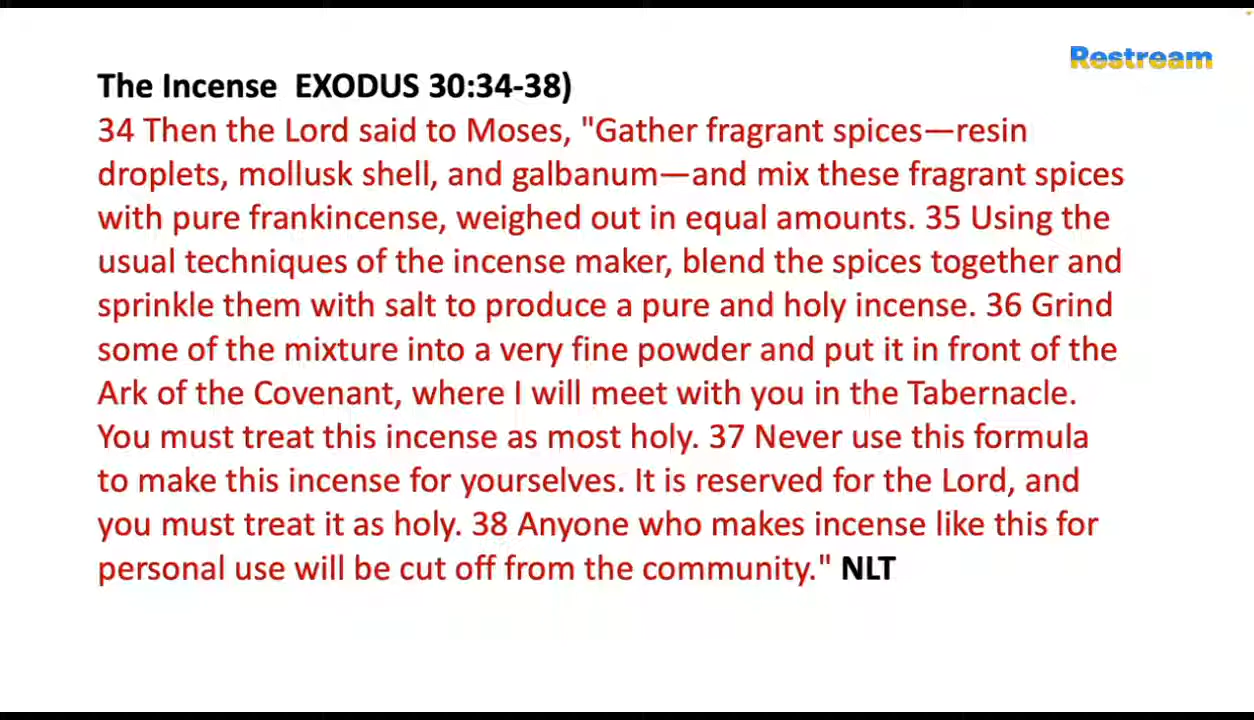 Restream
The Incense  EXODUS 30:34-38)
34 Then the Lord said to Moses, "Gather fragrant spices—resin
droplets, mollusk shell, and galbanum—and mix these fragrant spices
with pure frankincense, weighed out in equal amounts. 35 Using the
usual techniques of the incense maker, blend the spices together and
sprinkle them with salt to produce a pure and holy incense. 36 Grind
some of the mixture into a very fine powder and put it in front of the
Ark of the Covenant, where I will meet with you in the Tabernacle.
You must treat this incense as most holy. 37 Never use this formula
to make this incense for yourselves. It is reserved for the Lord, and
you must treat it as holy. 38 Anyone who makes incense like this for
personal use will be cut off from the community." NLT